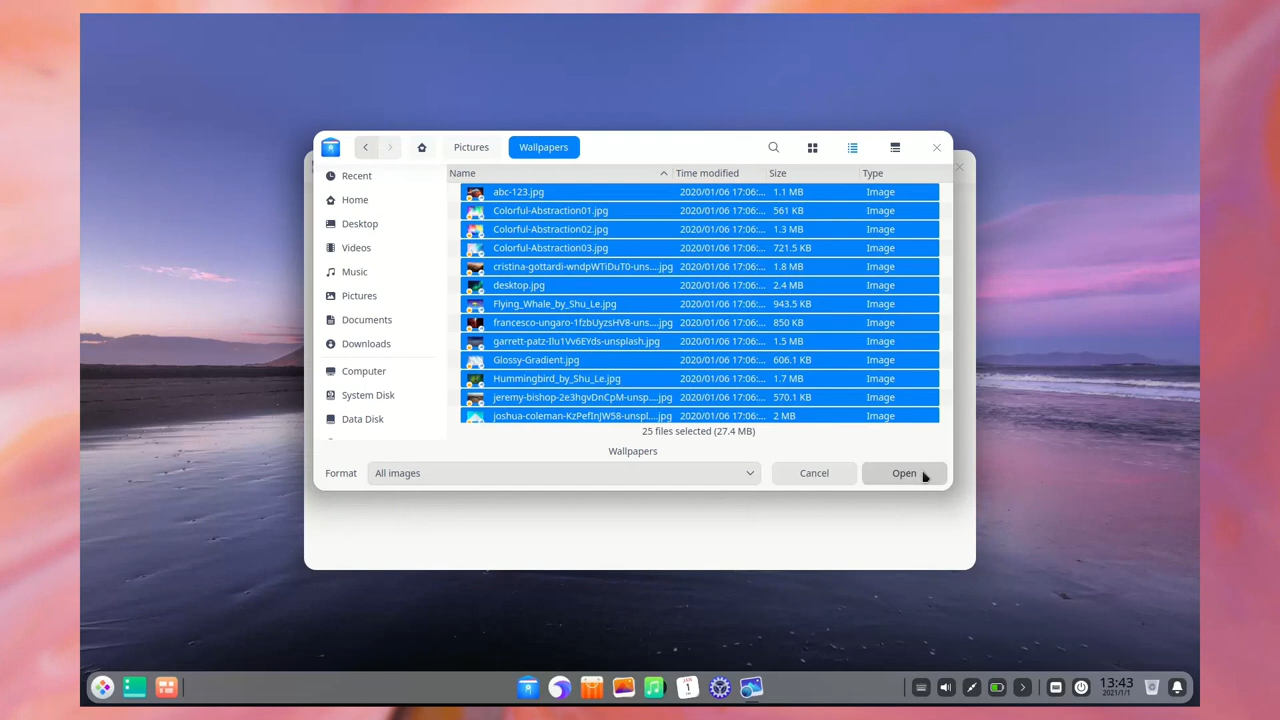 Pictures Wallpapers
Recent
Home
Desktop
Videos
Music
Pictures
Documents
Downloads
Computer
System Disk
Data Disk
Name Time modified Size Type
abc-123.jpg 2020/01/06 17:06:... 1.1 MB Image
Colorful-Abstraction01.jpg 2020/01/06 17:06:... 561 KB Image
Colorful-Abstraction02.jpg 2020/01/06 17:06:... 1.3 MB Image
Colorful-Abstraction03.jpg 2020/01/06 17:06:... 721.5 KB Image
cristina-gottardi-wndpWTiDuT0-uns....jpg 2020/01/06 17:06:... 1.8 MB Image
desktop.jpg 2020/01/06 17:06:... 2.4 MB Image
Flying_Whale_by_Shu_Le.jpg 2020/01/06 17:06:... 943.5 KB Image
francesco-ungaro-1fzbUyzsHV8-uns....jpg 2020/01/06 17:06:... 850 KB Image
garrett-patz-Ilu1Vv6EYds-unsplash.jpg 2020/01/06 17:06:... 1.5 MB Image
Glossy-Gradient.jpg 2020/01/06 17:06:... 606.1 KB Image
Hummingbird_by_Shu_Le.jpg 2020/01/06 17:06:... 1.7 MB Image
jeremy-bishop-2e3hgvDnCpM-unsp....jpg 2020/01/06 17:06:... 570.1 KB Image
joshua-coleman-KzPefInJW58-unspl....jpg 2020/01/06 17:06:... 2 MB Image
25 files selected (27.4 MB)
Wallpapers
Format All images Cancel Open
JAN
1
13:43
2021/1/1